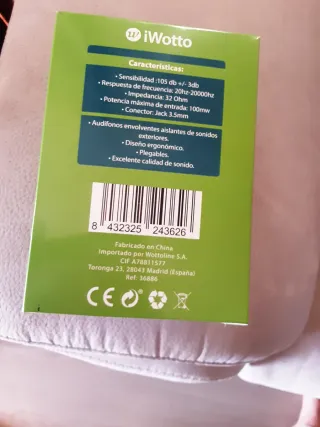 iWotto
Características:
• Sensibilidad :105 db +/- 3db
• Respuesta de frecuencia: 20hz-20000hz
• Impedancia: 32 Ohm
• Potencia máxima de entrada: 100mw
• Conector: Jack 3.5mm
• Audífonos envolventes aislantes de sonidos
exteriores.
• Diseño ergonómico.
• Plegables.
• Excelente calidad de sonido.
8 432325 243626
Fabricado en China
Importado por Wottoline S.A.
CIF A78811577
Toronga 23, 28043 Madrid (España)
Ref: 36886
CE